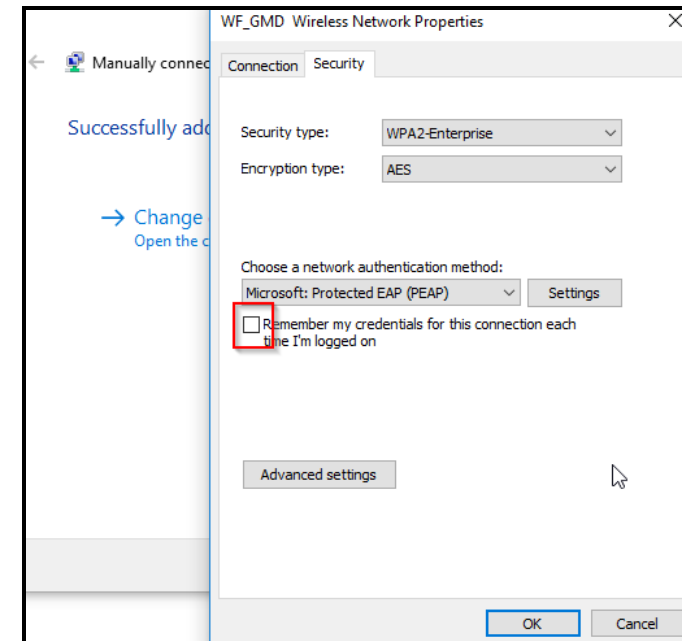 WF_GMD Wireless Network Properties
Manually connec
Connection Security
Successfully add
Security type: WPA2-Enterprise
Encryption type: AES
Change
Open the c
Choose a network authentication method:
Microsoft: Protected EAP (PEAP) Settings
Remember my credentials for this connection each
time I'm logged on
Advanced settings
OK Cancel